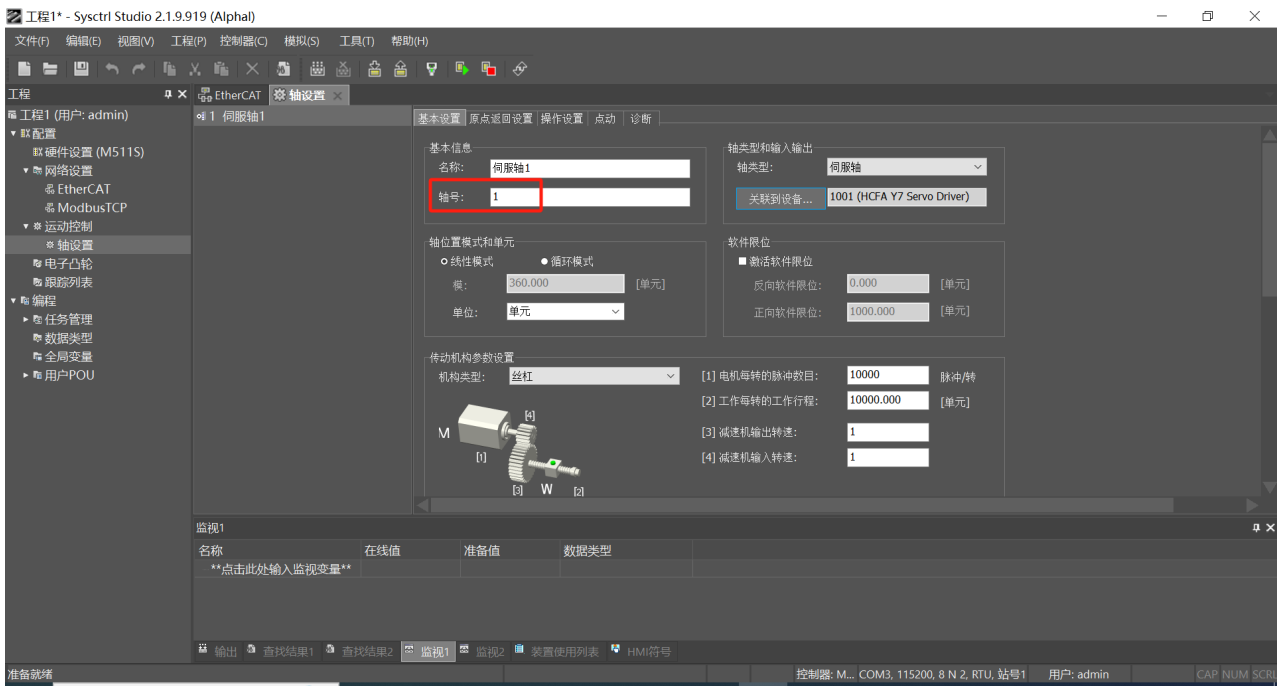 工程1* - Sysctrl Studio 2.1.9.919 (Alphal)
文件(F) 编辑(E) 视图(V) 工程(P) 控制器(C) 模拟(S) 工具(T) 帮助(H)
工程
EtherCAT 轴设置
工程1 (用户: admin)
配置
硬件设置 (M511S)
网络设置
EtherCAT
ModbusTCP
运动控制
轴设置
电子凸轮
跟踪列表
编程
任务管理
数据类型
全局变量
用户POU
1 伺服轴1
基本设置 原点返回设置 操作设置 点动 诊断
基本信息
名称: 伺服轴1
轴号: 1
轴类型和输入输出
轴类型: 伺服轴
关联到设备... 1001 (HCFA Y7 Servo Driver)
轴位置模式和单元
线性模式 循环模式
模: 360.000 [单元]
单位: 单元
软件限位
激活软件限位
反向软件限位: 0.000 [单元]
正向软件限位: 1000.000 [单元]
传动机构参数设置
机构类型: 丝杠
M [1] [4] [3] W [2]
[1] 电机每转的脉冲数目: 10000 脉冲/转
[2] 工作每转的工作行程: 10000.000 [单元]
[3] 减速机输出转速: 1
[4] 减速机输入转速: 1
监视1
名称 在线值 准备值 数据类型
**点击此处输入监视变量**
输出 查找结果1 查找结果2 监视1 监视2 装置使用列表 HMI符号
准备就绪 控制器: M... COM3, 115200, 8 N 2, RTU, 站号1 用户: admin CAP NUM SCRL